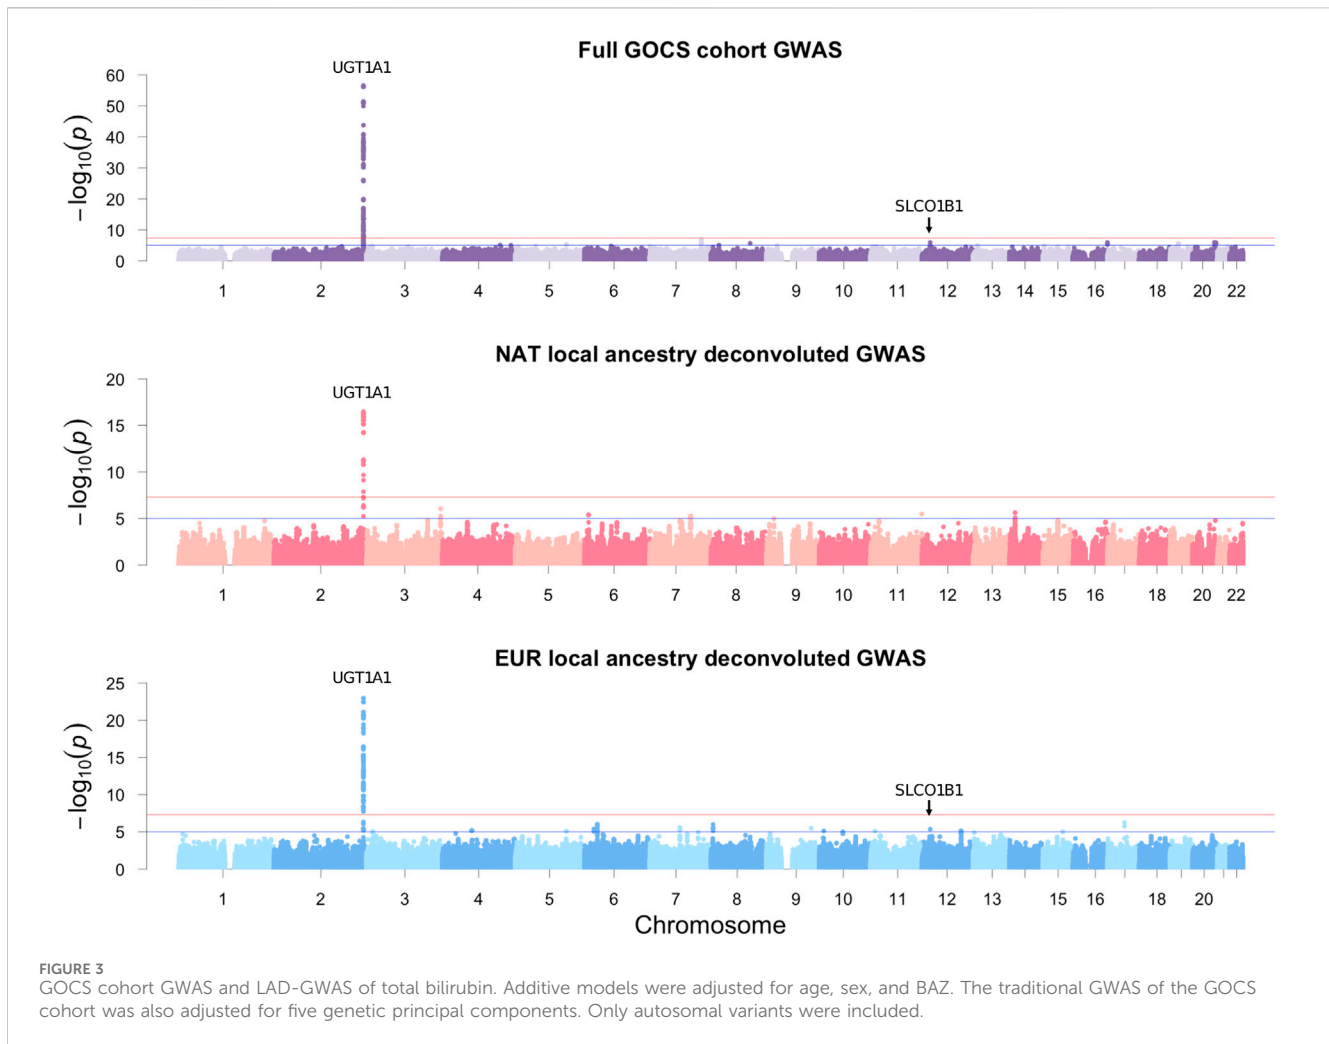 Full GOCS cohort GWAS
UGT1A1
60
50
40
30
20
10
0
−log10(p)
SLCO1B1
1 2 3 4 5 6 7 8 9 10 11 12 13 14 15 16 18 20 22
NAT local ancestry deconvoluted GWAS
UGT1A1
20
15
10
5
0
−log10(p)
1 2 3 4 5 6 7 8 9 10 11 12 13 14 15 16 18 20 22
EUR local ancestry deconvoluted GWAS
UGT1A1
25
20
15
10
5
0
−log10(p)
SLCO1B1
1 2 3 4 5 6 7 8 9 10 11 12 13 14 15 16 18 20
Chromosome
FIGURE 3
GOCS cohort GWAS and LAD-GWAS of total bilirubin. Additive models were adjusted for age, sex, and BAZ. The traditional GWAS of the GOCS
cohort was also adjusted for five genetic principal components. Only autosomal variants were included.